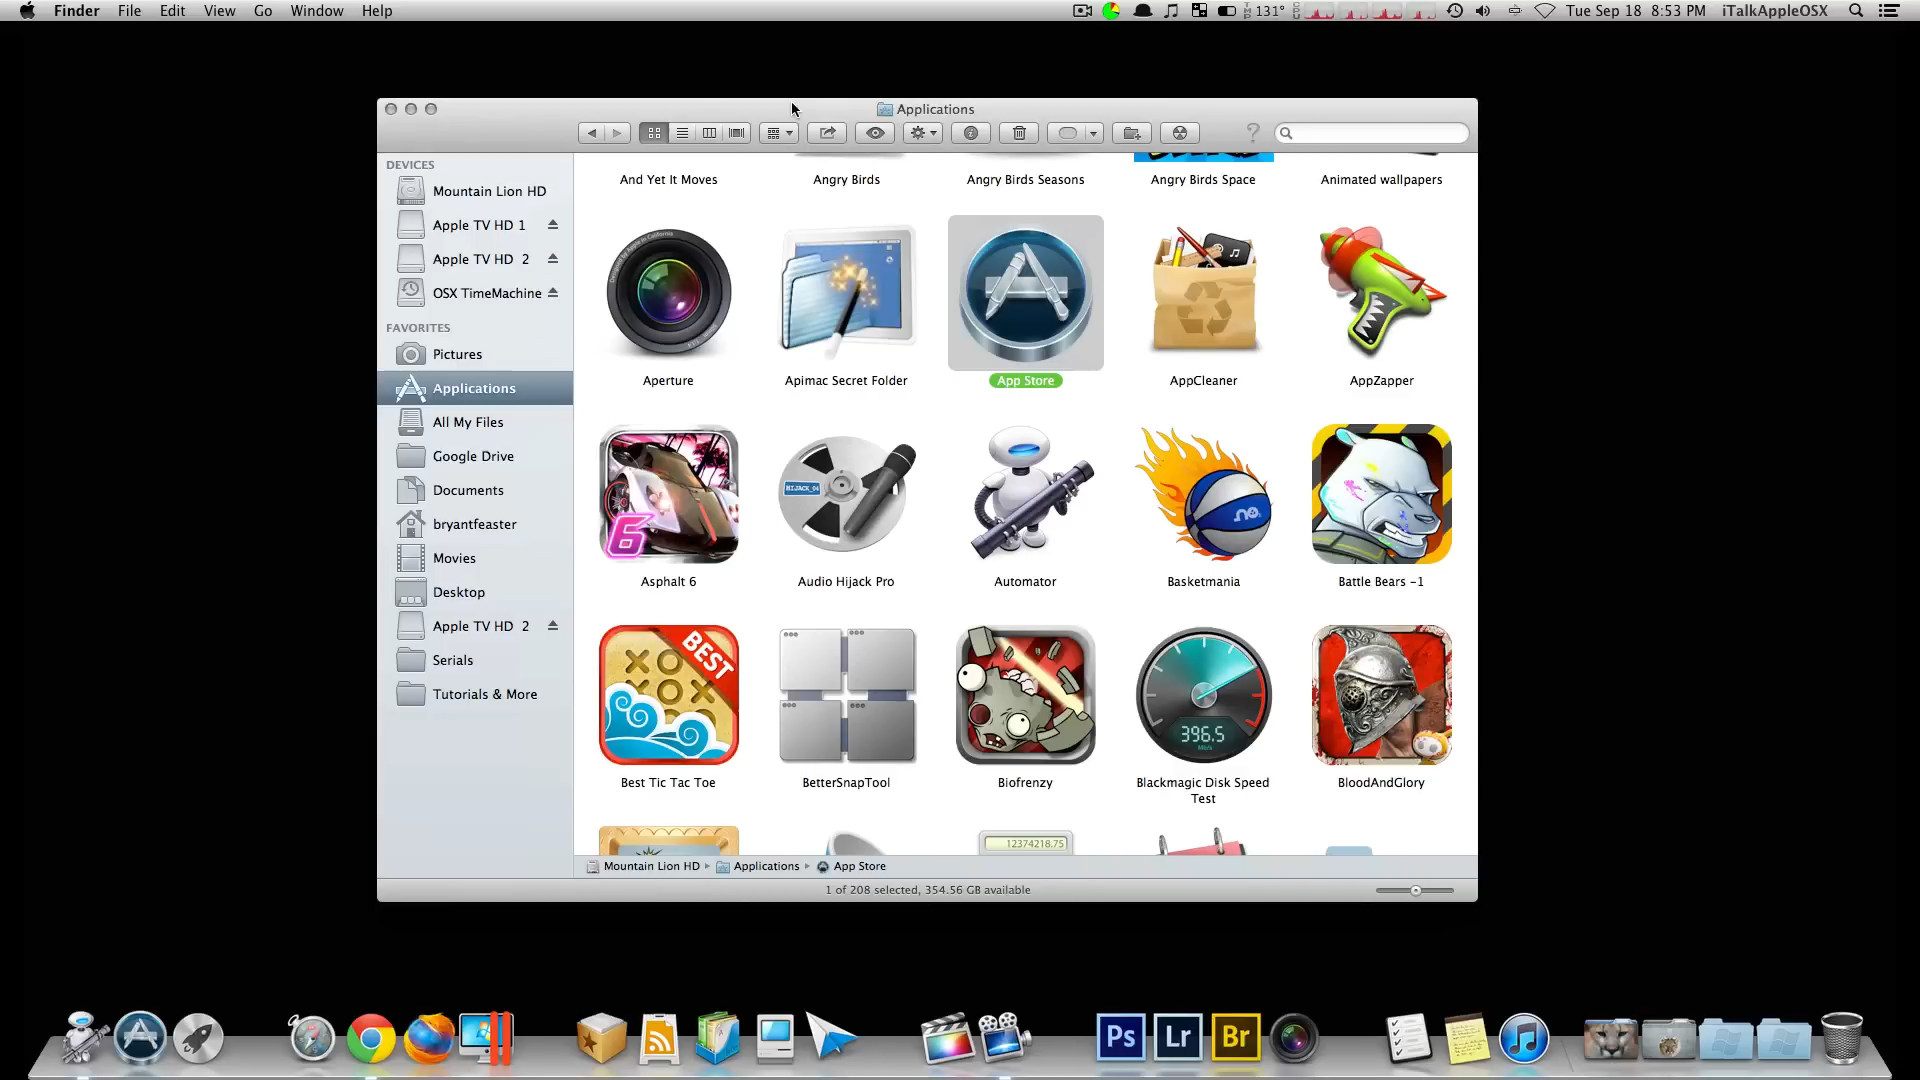 Finder File Edit View Go Window Help
131° Tue Sep 18 8:53 PM iTalkAppleOSX
Applications
DEVICES
Mountain Lion HD
Apple TV HD 1
Apple TV HD 2
OSX TimeMachine
FAVORITES
Pictures
Applications
All My Files
Google Drive
Documents
bryantfeaster
Movies
Desktop
Apple TV HD 2
Serials
Tutorials & More
And Yet It Moves
Angry Birds
Angry Birds Seasons
Angry Birds Space
Animated wallpapers
Aperture
Apimac Secret Folder
App Store
AppCleaner
AppZapper
6
HIJACK_04
Asphalt 6
Audio Hijack Pro
Automator
Basketmania
Battle Bears -1
BEST
396.5
Mb/s
Best Tic Tac Toe
BetterSnapTool
Biofrenzy
Blackmagic Disk Speed
Test
BloodAndGlory
12374218.75
Mountain Lion HD ▸ Applications ▸ App Store
1 of 208 selected, 354.56 GB available
Ps Lr Br